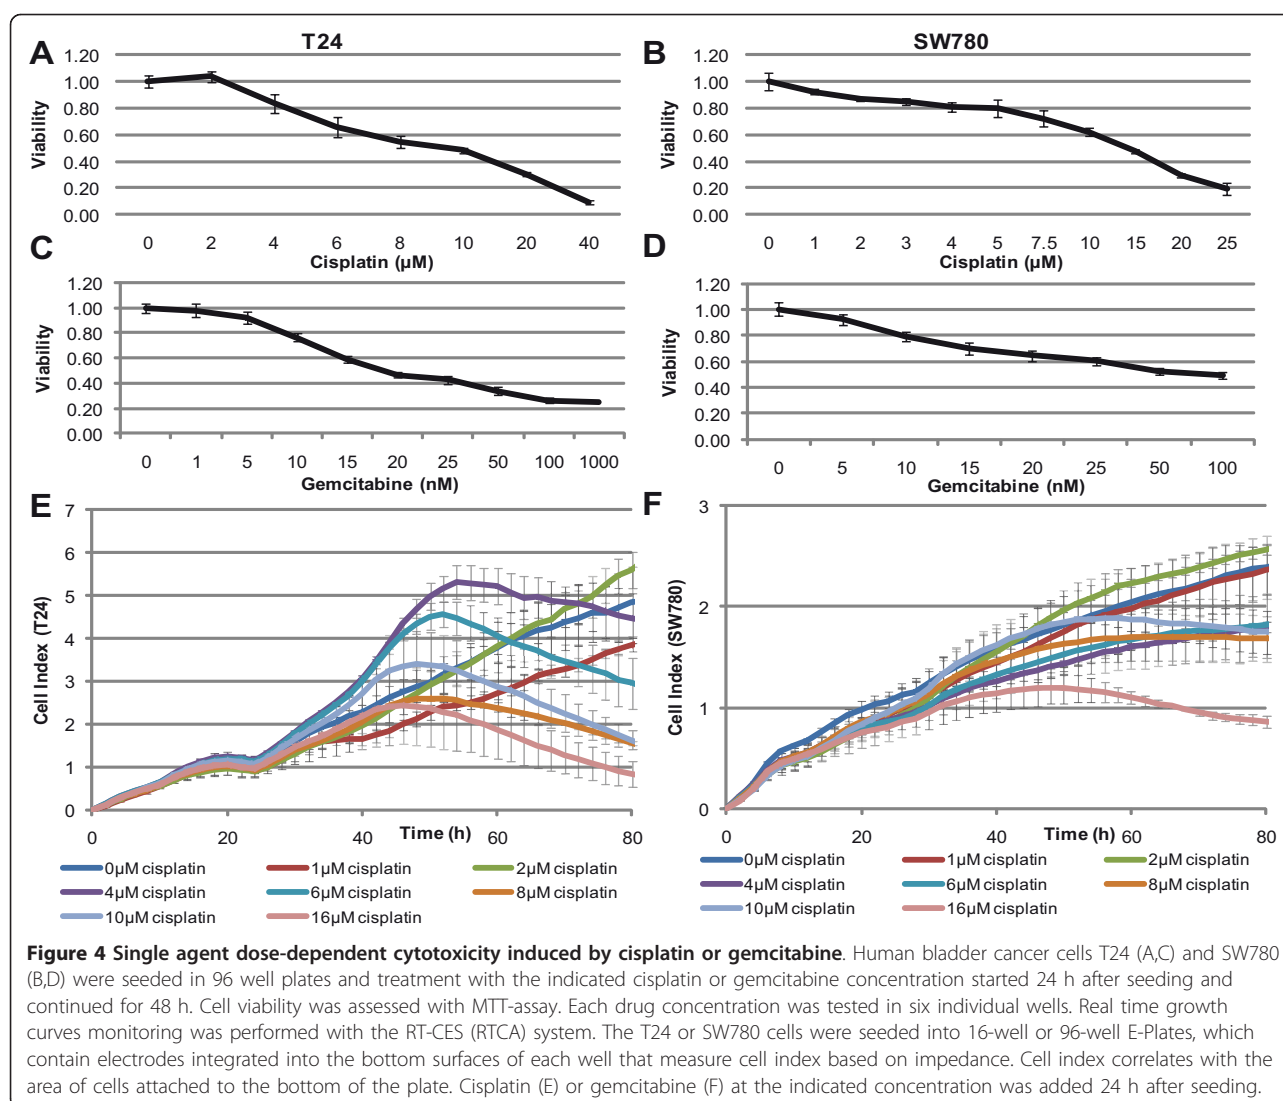 A
T24
1.20
1.00
0.80
0.60
0.40
0.20
0.00
Viability
0 2 4 6 8 10 20 40
Cisplatin (µM)
B
SW780
1.20
1.00
0.80
0.60
0.40
0.20
0.00
Viability
0 1 2 3 4 5 7.5 10 15 20 25
Cisplatin (µM)
C
1.20
1.00
0.80
0.60
0.40
0.20
0.00
Viability
0 1 5 10 15 20 25 50 100 1000
Gemcitabine (nM)
D
1.20
1.00
0.80
0.60
0.40
0.20
0.00
Viability
0 5 10 15 20 25 50 100
Gemcitabine (nM)
E
7
6
5
4
3
2
1
0
Cell Index (T24)
0 20 40 60 80
Time (h)
0µM cisplatin 1µM cisplatin 2µM cisplatin
4µM cisplatin 6µM cisplatin 8µM cisplatin
10µM cisplatin 16µM cisplatin
F
3
2
1
0
Cell Index (SW780)
0 20 40 60 80
Time (h)
0µM cisplatin 1µM cisplatin 2µM cisplatin
4µM cisplatin 6µM cisplatin 8µM cisplatin
10µM cisplatin 16µM cisplatin
Figure 4 Single agent dose-dependent cytotoxicity induced by cisplatin or gemcitabine. Human bladder cancer cells T24 (A,C) and SW780
(B,D) were seeded in 96 well plates and treatment with the indicated cisplatin or gemcitabine concentration started 24 h after seeding and
continued for 48 h. Cell viability was assessed with MTT-assay. Each drug concentration was tested in six individual wells. Real time growth
curves monitoring was performed with the RT-CES (RTCA) system. The T24 or SW780 cells were seeded into 16-well or 96-well E-Plates, which
contain electrodes integrated into the bottom surfaces of each well that measure cell index based on impedance. Cell index correlates with the
area of cells attached to the bottom of the plate. Cisplatin (E) or gemcitabine (F) at the indicated concentration was added 24 h after seeding.